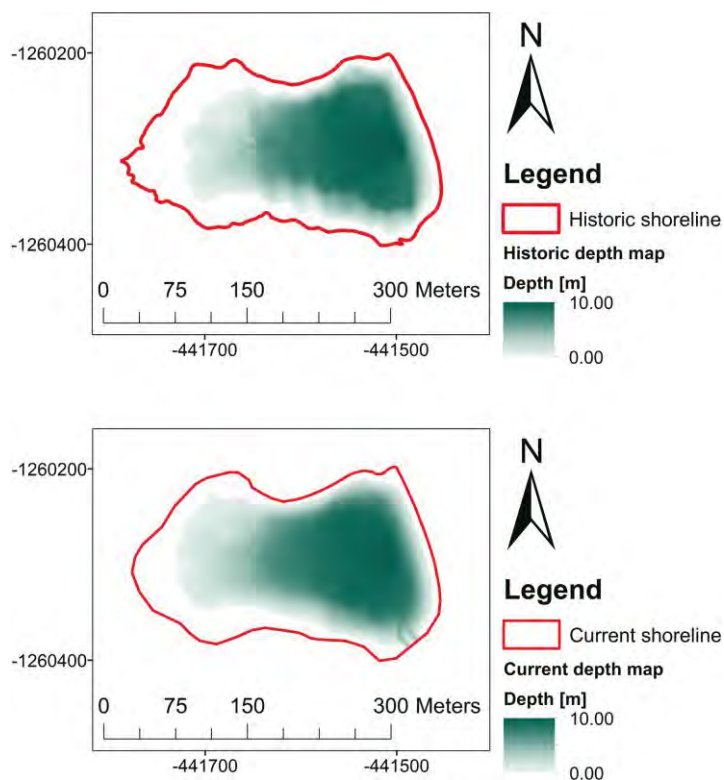 -1260200
-1260400
0 75 150 300 Meters
-441700 -441500
N
Legend
Historic shoreline
Historic depth map
Depth [m]
10.00
0.00
-1260200
-1260400
0 75 150 300 Meters
-441700 -441500
N
Legend
Current shoreline
Current depth map
Depth [m]
10.00
0.00